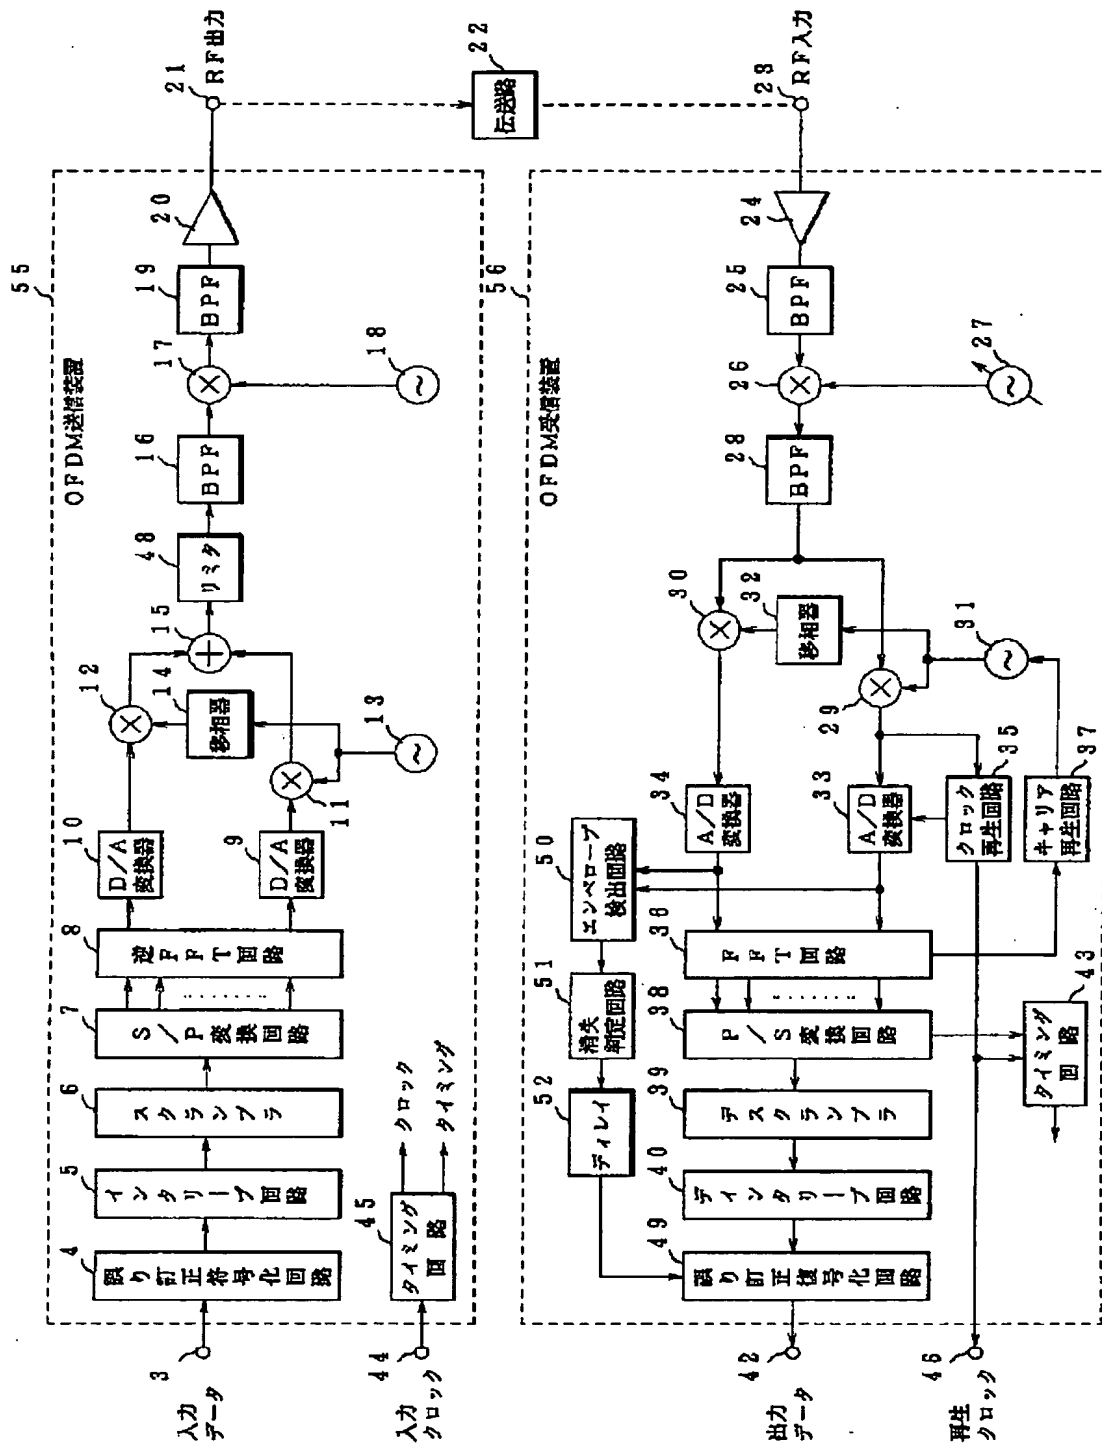 55
OFDM送信装置
3
入力
データ
4
誤り訂正符号化回路
5
インタリーブ回路
6
スクランブラ
7
S/P変換回路
8
逆FFT回路
10
D/A
変換器
9
D/A
変換器
12
11
14
移相器
13
15
48
リミタ
16
BPF
17
18
19
BPF
20
21
RF出力
44
入力
クロック
45
タイミング
回路
クロック
タイミング
22
伝送路
56
OFDM受信装置
23
RF入力
24
25
BPF
26
27
28
BPF
30
32
移相器
29
31
34
A/D
変換器
33
A/D
変換器
35
クロック
再生回路
37
キャリア
再生回路
50
エンベロープ
検出回路
51
消失
判定回路
52
ディレイ
36
FFT回路
38
P/S変換回路
39
デスクランブラ
40
ディンタリーブ回路
49
誤り訂正復号化回路
43
タイミング
回路
42
出力
データ
46
再生
クロック